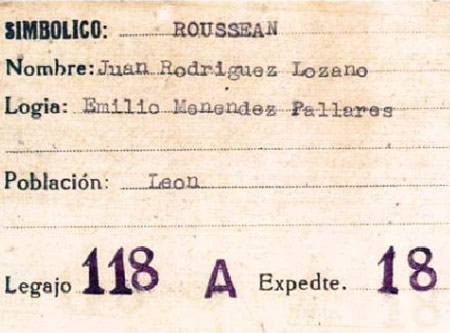 SIMBOLICO: ROUSSEAN
Nombre: Juan Rodriguez Lozano
Logia: Emilio Menendez Pallares
Población: Leon
Legajo 118 A Expedte. 18